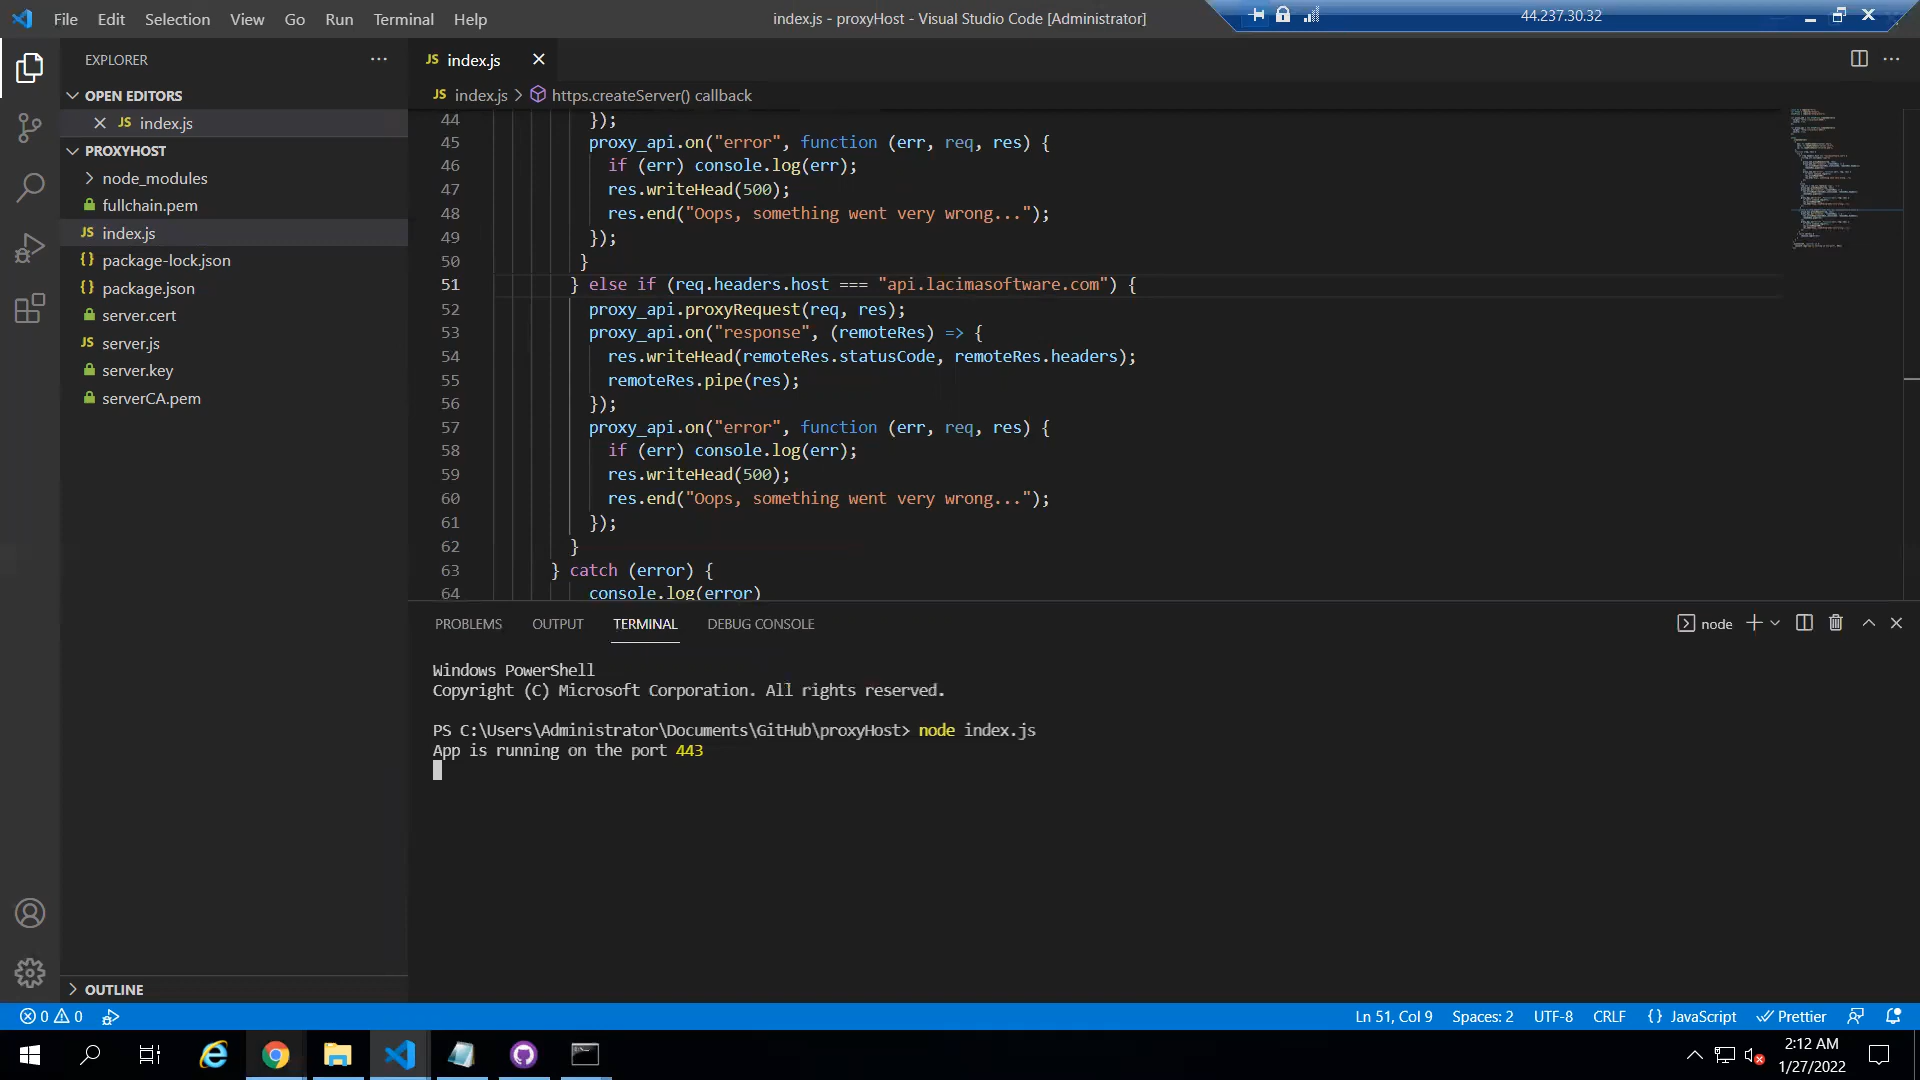 File Edit Selection View Go Run Terminal Help
index.js - proxyHost - Visual Studio Code [Administrator]
44.237.30.32
EXPLORER
OPEN EDITORS
JS index.js
PROXYHOST
node_modules
fullchain.pem
JS index.js
{} package-lock.json
{} package.json
server.cert
JS server.js
server.key
serverCA.pem
OUTLINE
JS index.js
JS index.js > https.createServer() callback
44 });
45 proxy_api.on("error", function (err, req, res) {
46 if (err) console.log(err);
47 res.writeHead(500);
48 res.end("Oops, something went very wrong...");
49 });
50 }
51 } else if (req.headers.host === "api.lacimasoftware.com") {
52 proxy_api.proxyRequest(req, res);
53 proxy_api.on("response", (remoteRes) => {
54 res.writeHead(remoteRes.statusCode, remoteRes.headers);
55 remoteRes.pipe(res);
56 });
57 proxy_api.on("error", function (err, req, res) {
58 if (err) console.log(err);
59 res.writeHead(500);
60 res.end("Oops, something went very wrong...");
61 });
62 }
63 } catch (error) {
64 console.log(error)
PROBLEMS OUTPUT TERMINAL DEBUG CONSOLE
node
Windows PowerShell
Copyright (C) Microsoft Corporation. All rights reserved.
PS C:\Users\Administrator\Documents\GitHub\proxyHost> node index.js
App is running on the port 443
0 0
Ln 51, Col 9 Spaces: 2 UTF-8 CRLF {} JavaScript Prettier
2:12 AM
1/27/2022